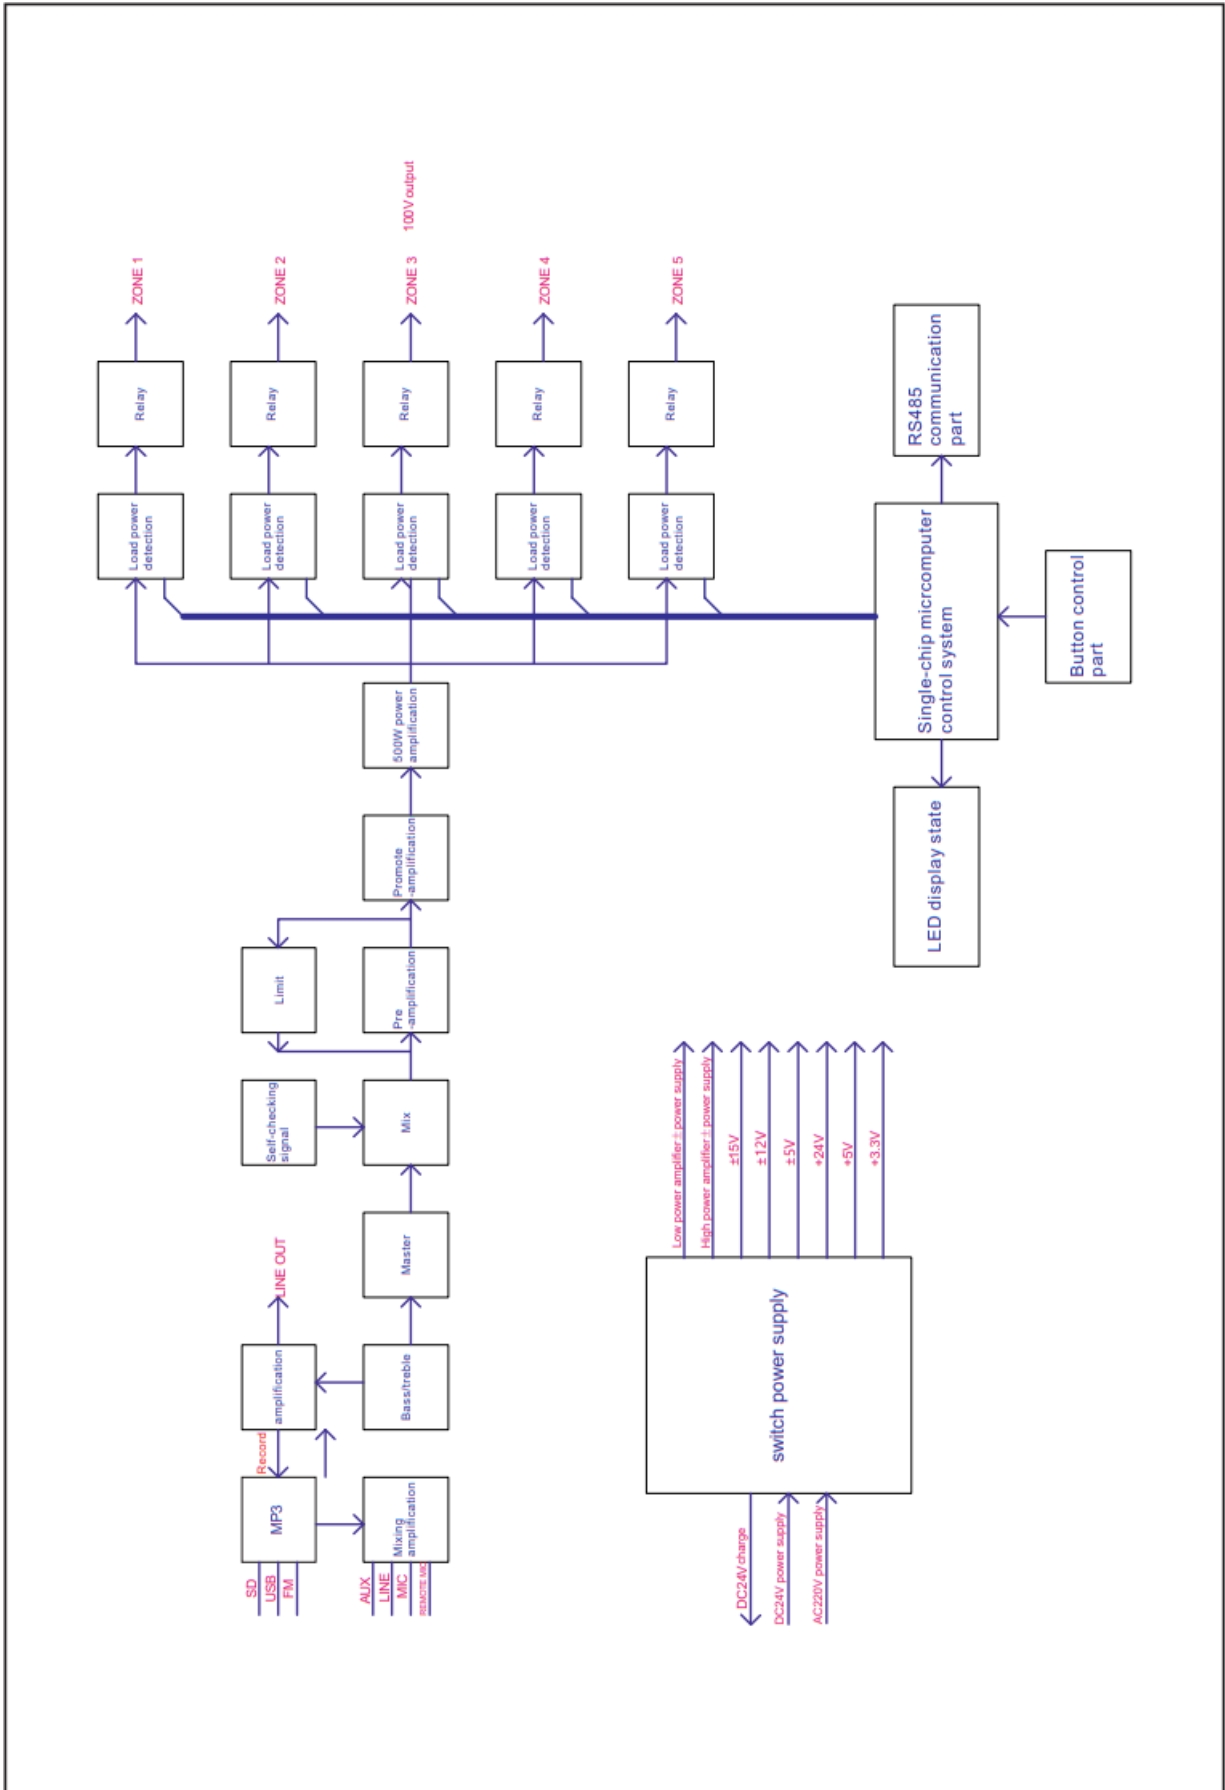 SD
USB
FM
MP3
Record
amplification
LINE OUT
AUX
LINE
MIC
REMOTE MIC
Mixing
amplification
Bass/treble
Master
Self-checking
signal
Mix
Limit
Pre
-amplification
Promote
-amplification
500W power
amplification
Load power
detection
Relay
ZONE 1
Load power
detection
Relay
ZONE 2
Load power
detection
Relay
ZONE 3
100V output
Load power
detection
Relay
ZONE 4
Load power
detection
Relay
ZONE 5
DC24V charge
DC24V power supply
AC220V power supply
switch power supply
Low power amplifier±power supply
High power amplifier±power supply
±15V
±12V
±5V
+24V
+5V
+3.3V
LED display state
Single-chip micrcomputer
control system
RS485
communication
part
Button control
part